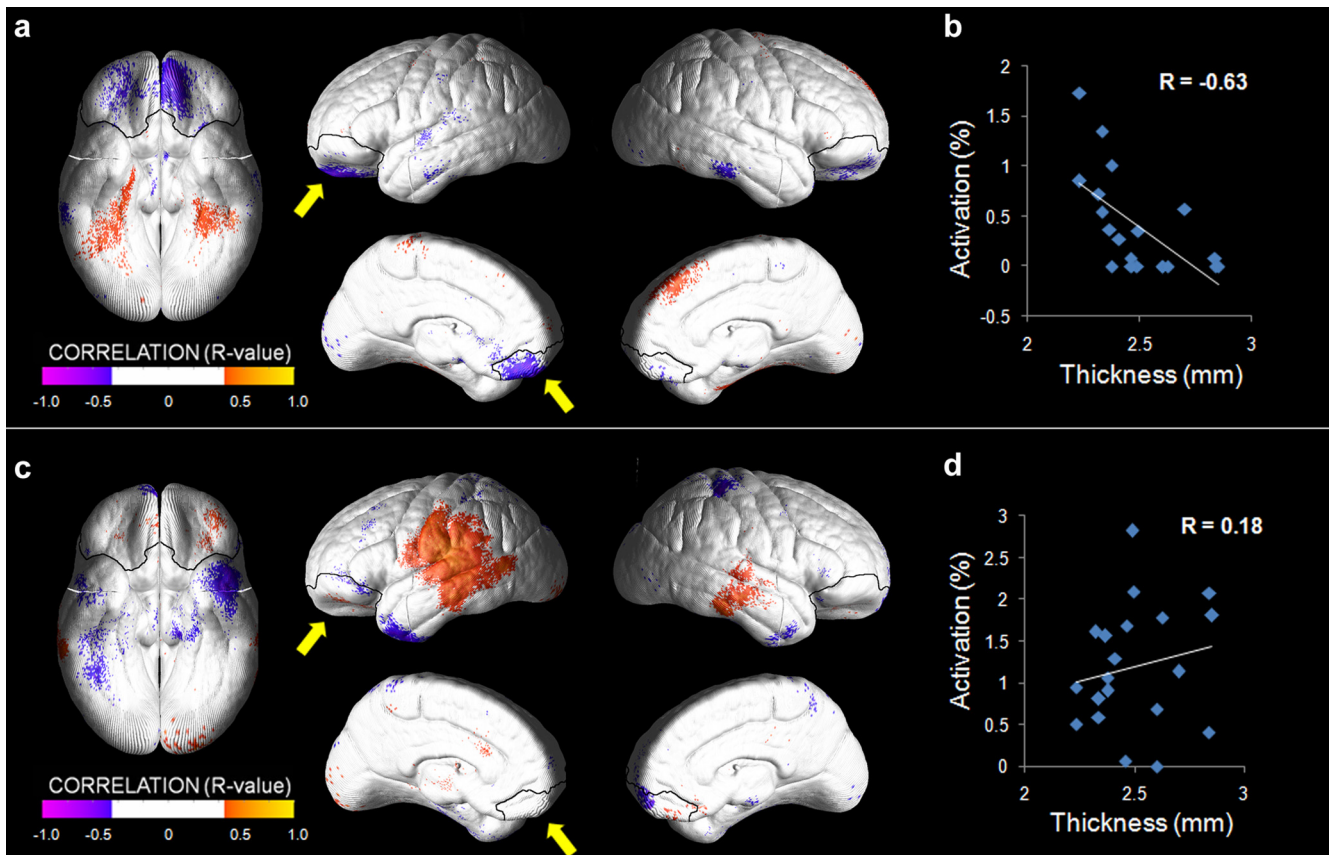 a
CORRELATION (R-value)
-1.0 -0.5 0 0.5 1.0
b
R = -0.63
Activation (%)
2
1.5
1
0.5
0
-0.5
2 2.5 3
Thickness (mm)
c
CORRELATION (R-value)
-1.0 -0.5 0 0.5 1.0
d
R = 0.18
Activation (%)
3
2.5
2
1.5
1
0.5
0
2 2.5 3
Thickness (mm)